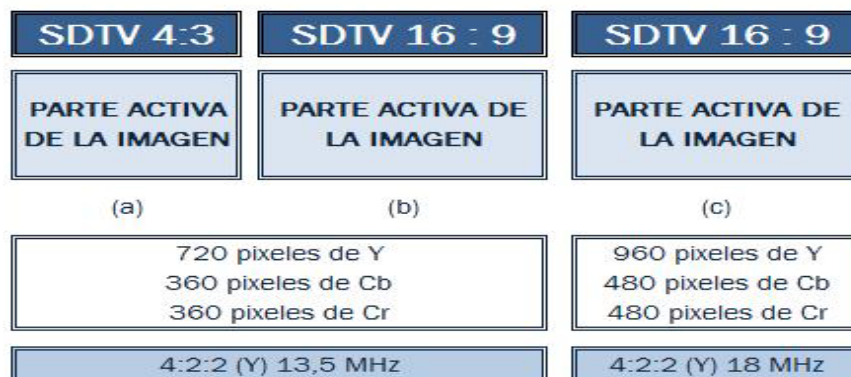 SDTV 4:3
SDTV 16 : 9
SDTV 16 : 9
PARTE ACTIVA
DE LA IMAGEN
PARTE ACTIVA DE
LA IMAGEN
PARTE ACTIVA DE
LA IMAGEN
(a)
(b)
(c)
720 pixeles de Y
360 pixeles de Cb
360 pixeles de Cr
960 pixeles de Y
480 pixeles de Cb
480 pixeles de Cr
4:2:2 (Y) 13,5 MHz
4:2:2 (Y) 18 MHz